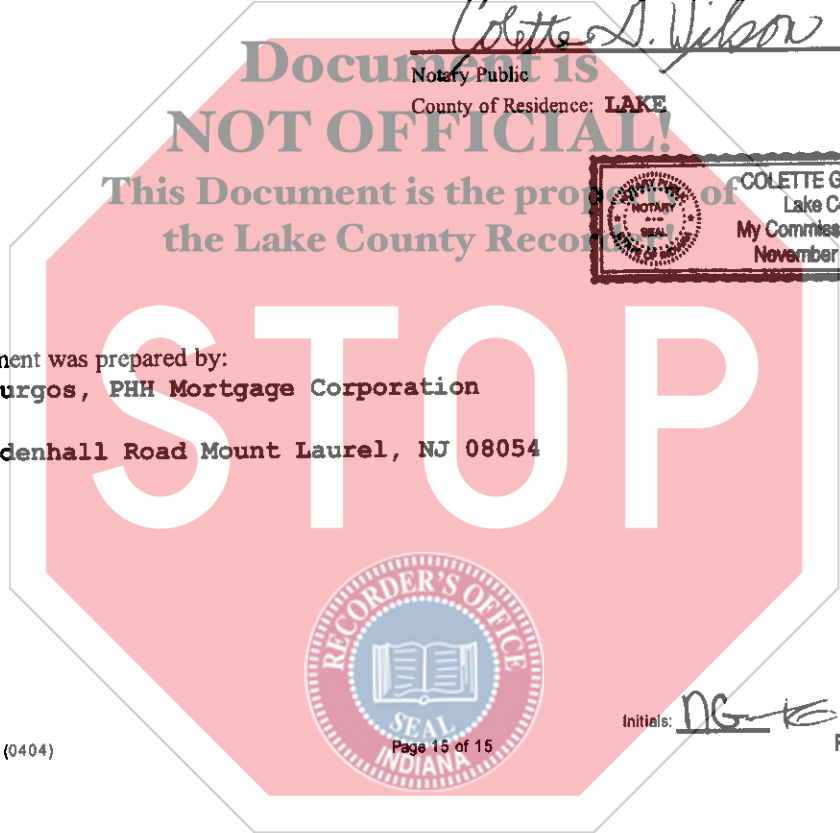 Colette G. Wilson
Document is
Notary Public
County of Residence: LAKE
NOT OFFICIAL!
This Document is the property of
the Lake County Recorder!
COLETTE G
Lake Co
My Commiss
November
NOTARY
SEAL
STOP
ment was prepared by:
urgos, PHH Mortgage Corporation
denhall Road Mount Laurel, NJ 08054
RECORDER'S OFFICE
SEAL
INDIANA
Initials: DG
(0404)
Page 15 of 15